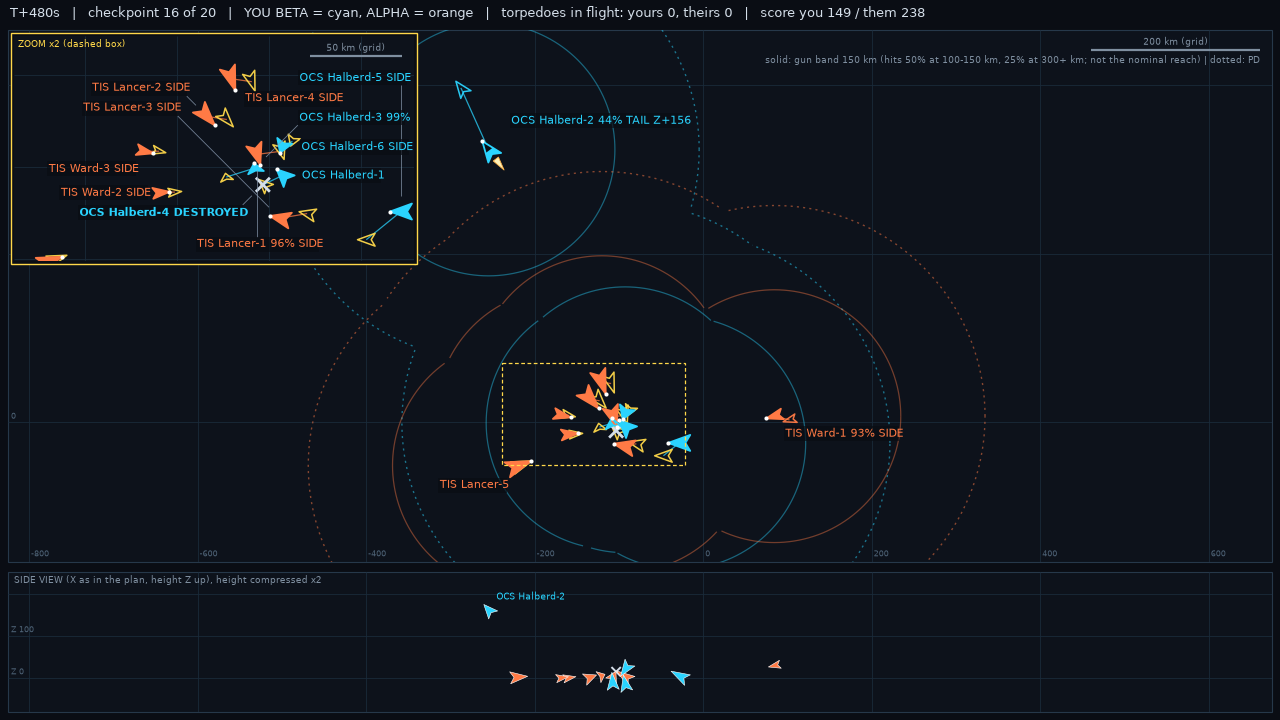 T+480s | checkpoint 16 of 20 | YOU BETA = cyan, ALPHA = orange | torpedoes in flight: yours 0, theirs 0 | score you 149 / them 238
ZOOM x2 (dashed box)
50 km (grid)
200 km (grid)
solid: gun band 150 km (hits 50% at 100-150 km, 25% at 300+ km; not the nominal reach) | dotted: PD
OCS Halberd-5 SIDE
TIS Lancer-2 SIDE
TIS Lancer-4 SIDE
TIS Lancer-3 SIDE
OCS Halberd-3 99%
OCS Halberd-2 44% TAIL Z+156
OCS Halberd-6 SIDE
TIS Ward-3 SIDE
OCS Halberd-1
TIS Ward-2 SIDE
OCS Halberd-4 DESTROYED
TIS Lancer-1 96% SIDE
0
TIS Ward-1 93% SIDE
TIS Lancer-5
-800
-600
-400
-200
0
200
400
600
SIDE VIEW (X as in the plan, height Z up), height compressed x2
OCS Halberd-2
Z 100
Z 0